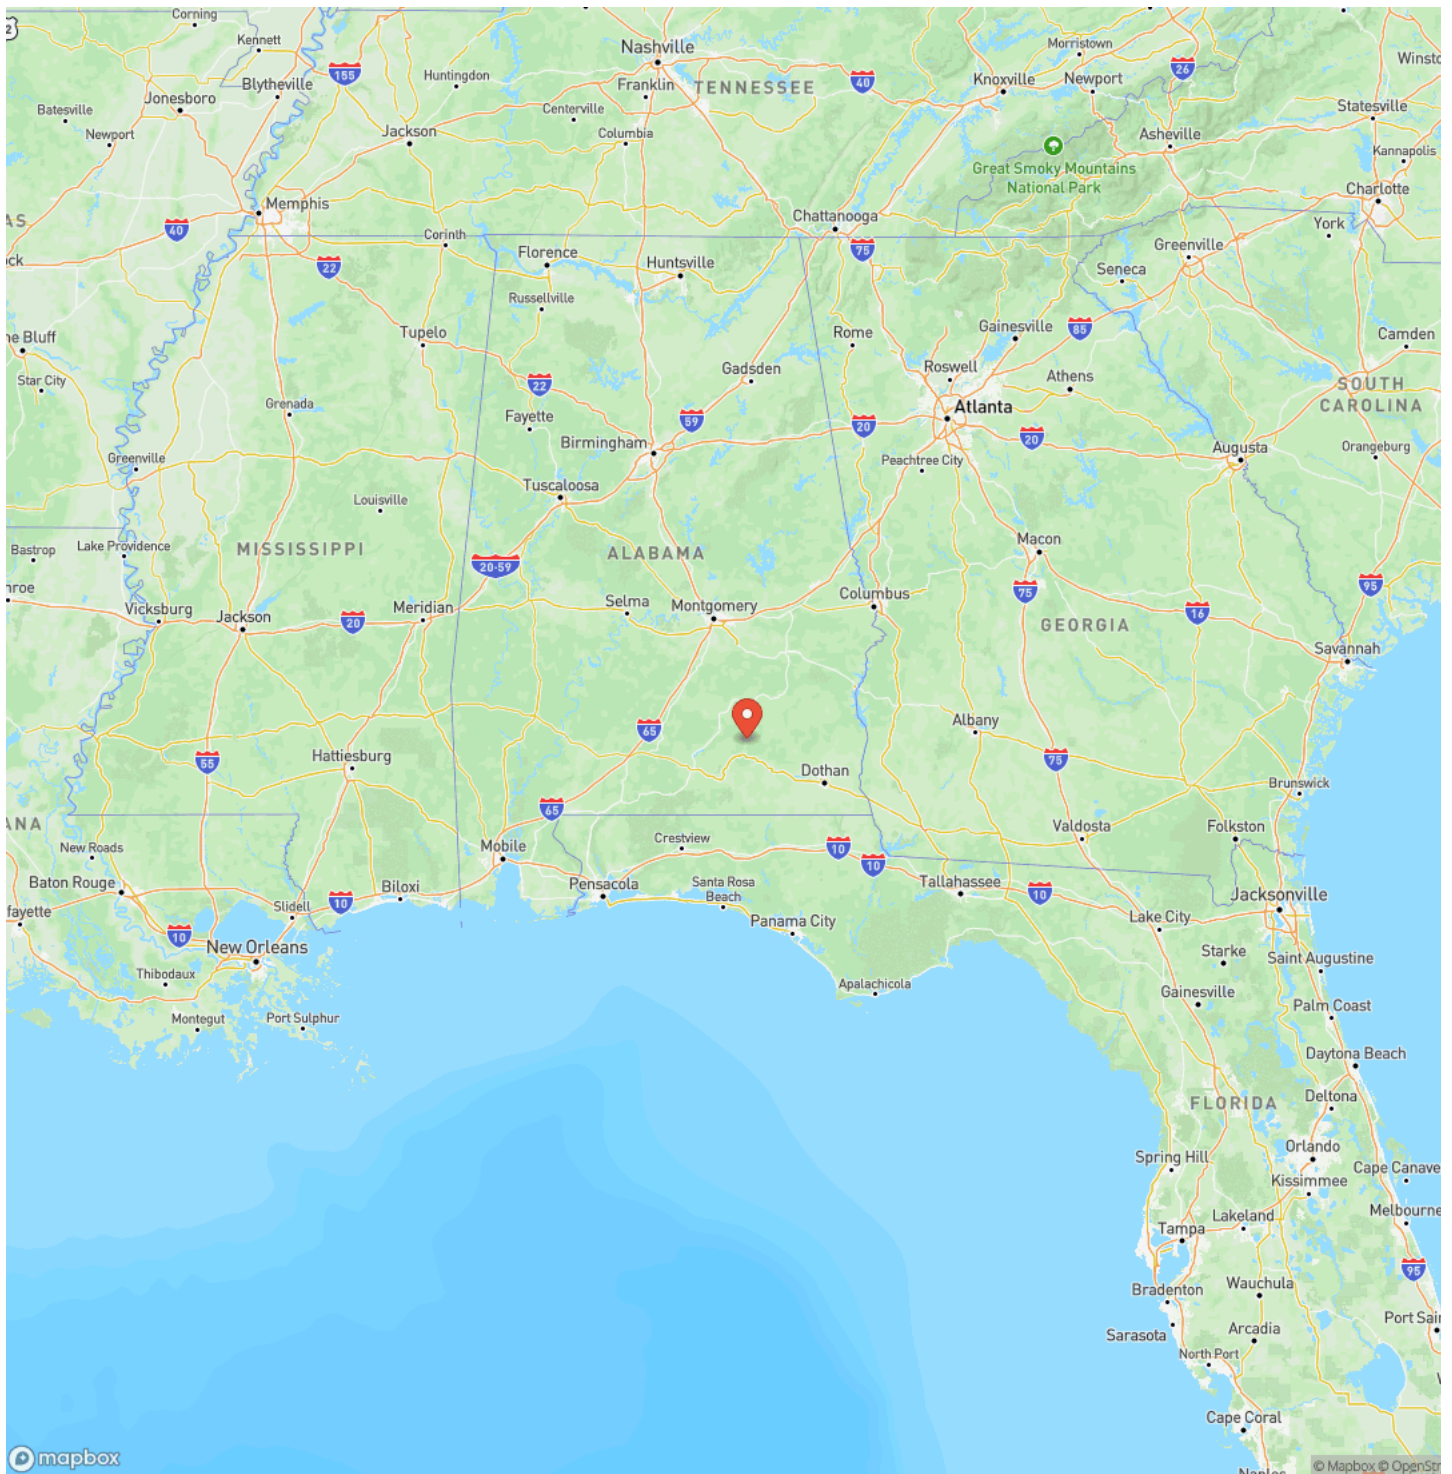 Corning
2
Kennett
Nashville
Morristown
155
Huntingdon
26
Knoxville
Newport
Winsto
Blytheville
Franklin
TENNESSEE
40
Jonesboro
Batesville
Centerville
Statesville
Newport
Jackson
Columbia
Asheville
Kannapolis
Great Smoky Mountains
National Park
Charlotte
Memphis
AS
40
Chattanooga
York
Corinth
Florence
75
Greenville
ock
22
Huntsville
Seneca
Russellville
Tupelo
Rome
Gainesville
85
ne Bluff
Camden
Star City
Gadsden
Roswell
Athens
SOUTH
CAROLINA
22
Grenada
Fayette
59
Atlanta
20
20
Birmingham
Greenville
Peachtree City
Augusta
Orangeburg
Tuscaloosa
Louisville
Bastrop
Lake Providence
MISSISSIPPI
ALABAMA
Macon
20-59
nroe
75
95
Vicksburg
Jackson
20
Meridian
Selma
Montgomery
Columbus
16
GEORGIA
Savannah
65
Albany
55
Hattiesburg
75
Dothan
Brunswick
65
ANA
New Roads
Mobile
Crestview
10
Valdosta
Folkston
10
Baton Rouge
Biloxi
Pensacola
Santa Rosa
Beach
Tallahassee
10
Jacksonville
fayette
Slidell
10
Panama City
Lake City
10
New Orleans
Starke
Saint Augustine
Thibodaux
Apalachicola
Gainesville
Palm Coast
Montegut
Port Sulphur
Daytona Beach
FLORIDA
Deltona
Orlando
Spring Hill
Cape Canave
Kissimmee
Lakeland
Melbourne
Tampa
95
Bradenton
Wauchula
Port Sain
Sarasota
Arcadia
North Port
Cape Coral
mapbox
© Mapbox © OpenStr
Naples